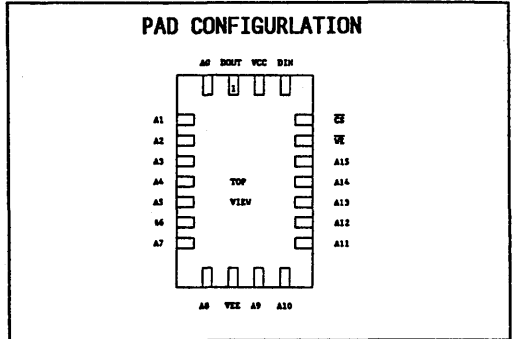 PAD CONFIGURLATION
A0 DOUT VCC DIN
1
A1 CS
A2 WE
A3 A15
A4 TOP A14
A5 VIEW A13
A6 A12
A7 A11
A8 VEE A9 A10